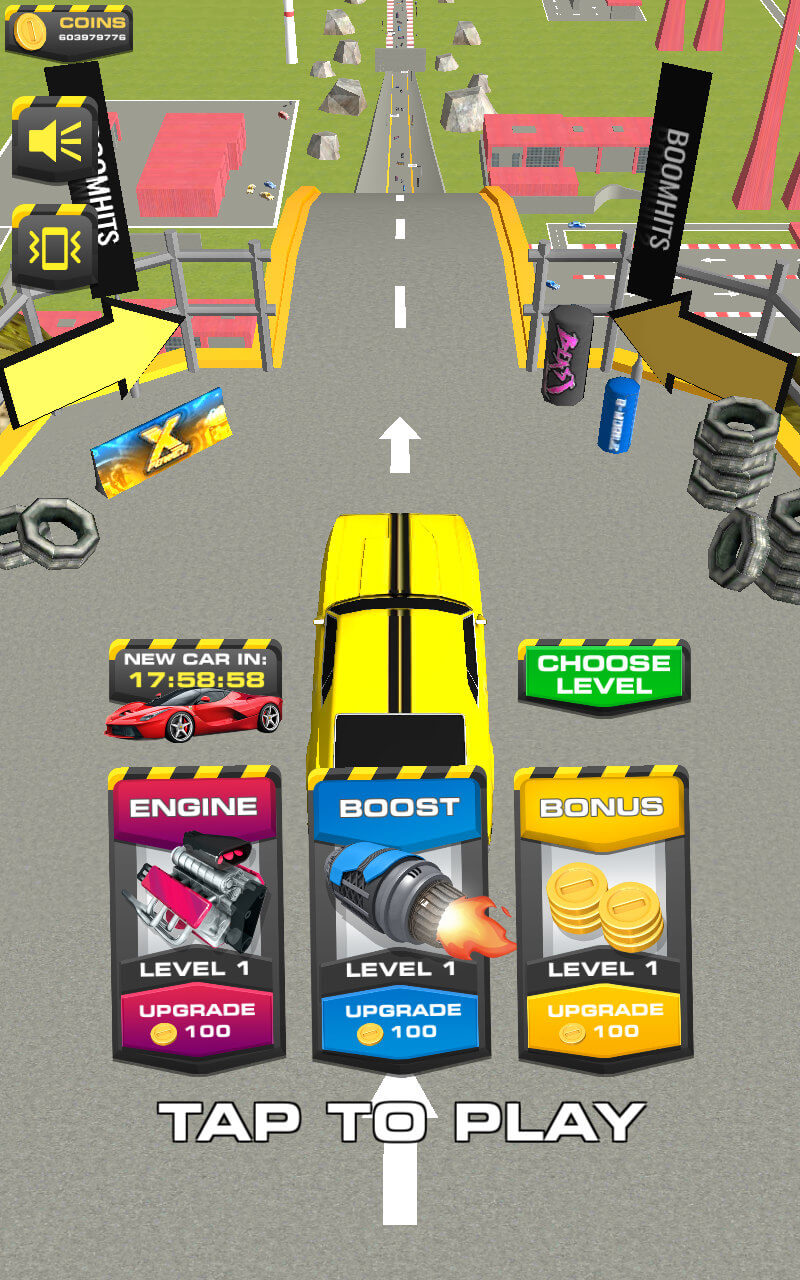 COINS
603979776
BOOMHITS
BOOMHITS
X
POWER
NEW CAR IN:
17:58:58
CHOOSE
LEVEL
ENGINE
LEVEL 1
UPGRADE
100
BOOST
LEVEL 1
UPGRADE
100
BONUS
LEVEL 1
UPGRADE
100
TAP TO PLAY